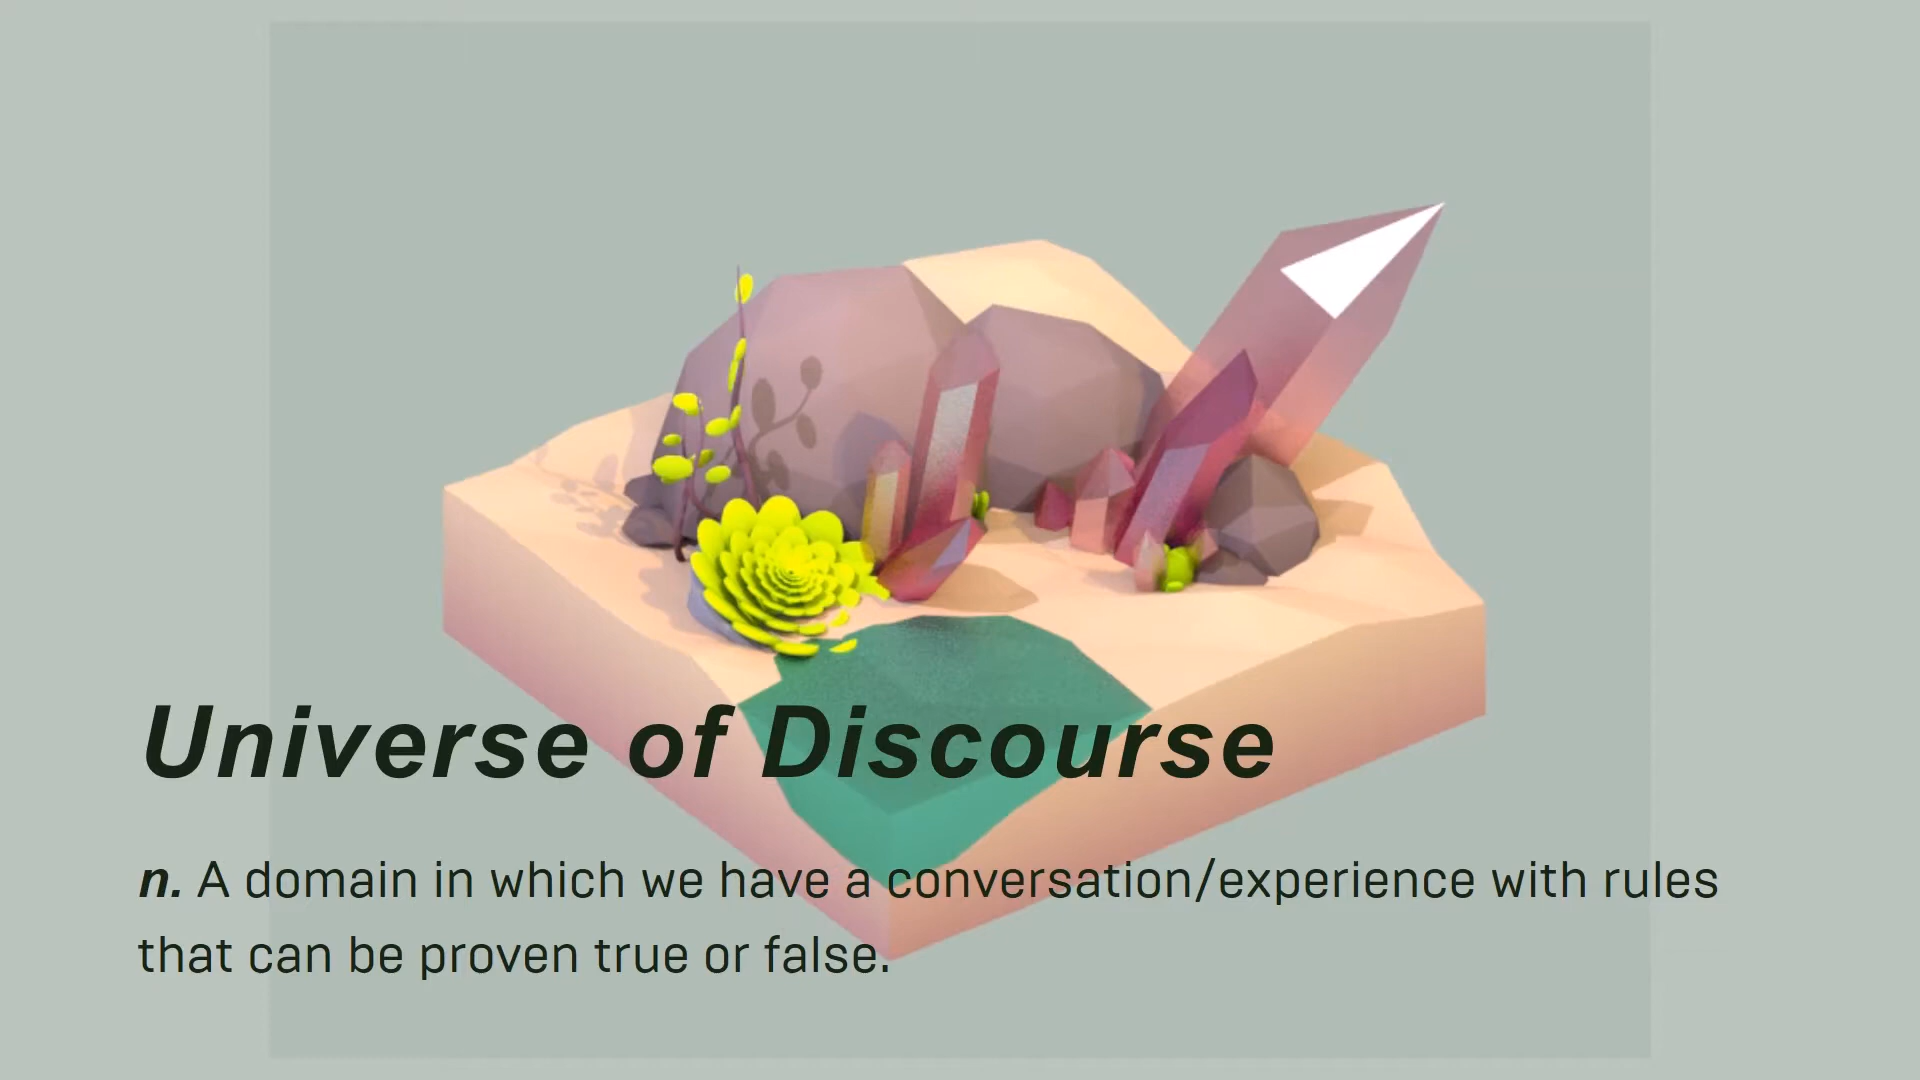 Universe of Discourse
n. A domain in which we have a conversation/experience with rules
that can be proven true or false.